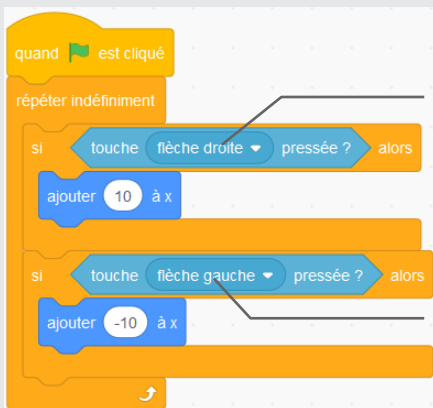 quand est cliqué
répéter indéfiniment
si touche flèche droite pressée ? alors
ajouter 10 à x
si touche flèche gauche pressée ? alors
ajouter -10 à x